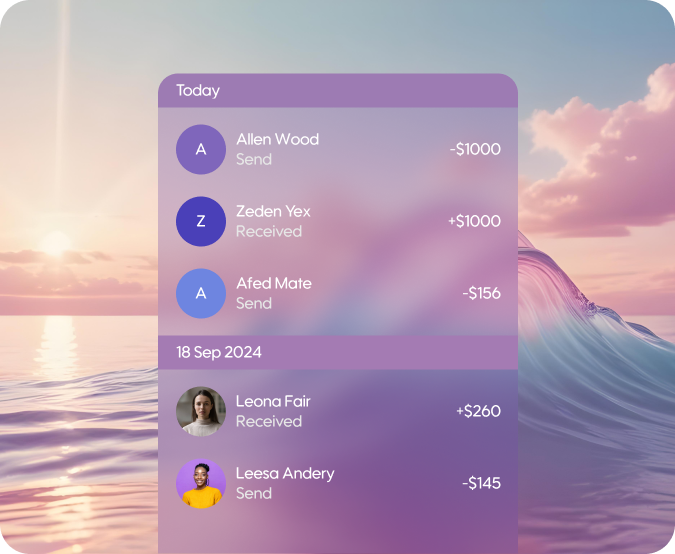 Today
A
Allen Wood
Send
-$1000
Z
Zeden Yex
Received
+$1000
A
Afed Mate
Send
-$156
18 Sep 2024
Leona Fair
Received
+$260
Leesa Andery
Send
-$145